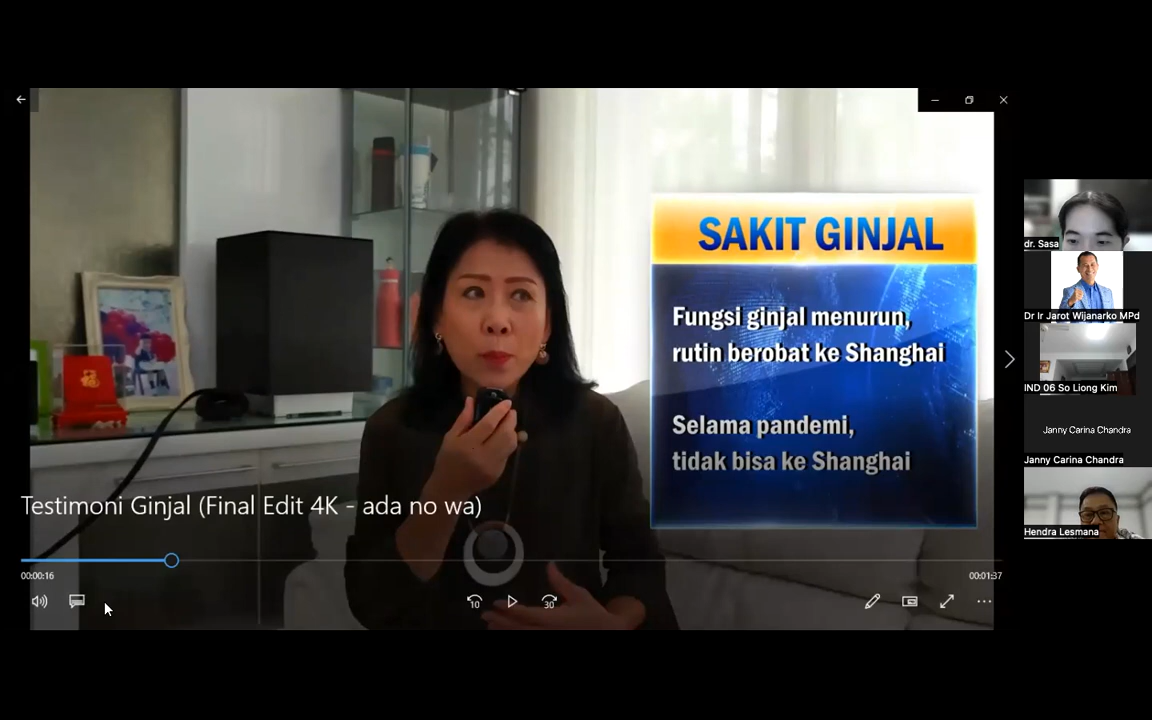 SAKIT GINJAL
Fungsi ginjal menurun,
rutin berobat ke Shanghai
Selama pandemi,
tidak bisa ke Shanghai
Testimoni Ginjal (Final Edit 4K - ada no wa)
00:00:16
00:01:37
10
30
dr. Sasa
Dr Ir Jarot Wijanarko MPd
IND 06 So Liong Kim
Janny Carina Chandra
Janny Carina Chandra
Hendra Lesmana